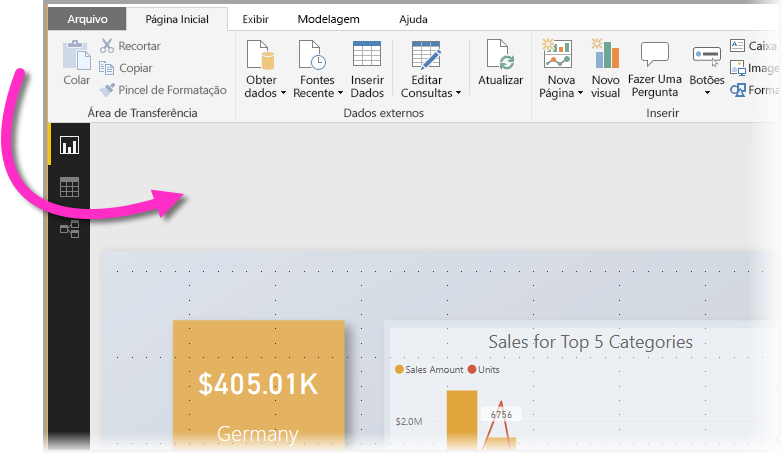 Arquivo Página Inicial Exibir Modelagem Ajuda
Colar
Recortar
Copiar
Pincel de Formatação
Área de Transferência
Obter
dados
Fontes
Recente
Inserir
Dados
Editar
Consultas
Dados externos
Atualizar
Nova
Página
Novo
visual
Fazer Uma
Pergunta
Botões
Caixa
Image
Forma
Inserir
$405.01K
Germany
Sales for Top 5 Categories
Sales Amount Units
$2.0M
6756